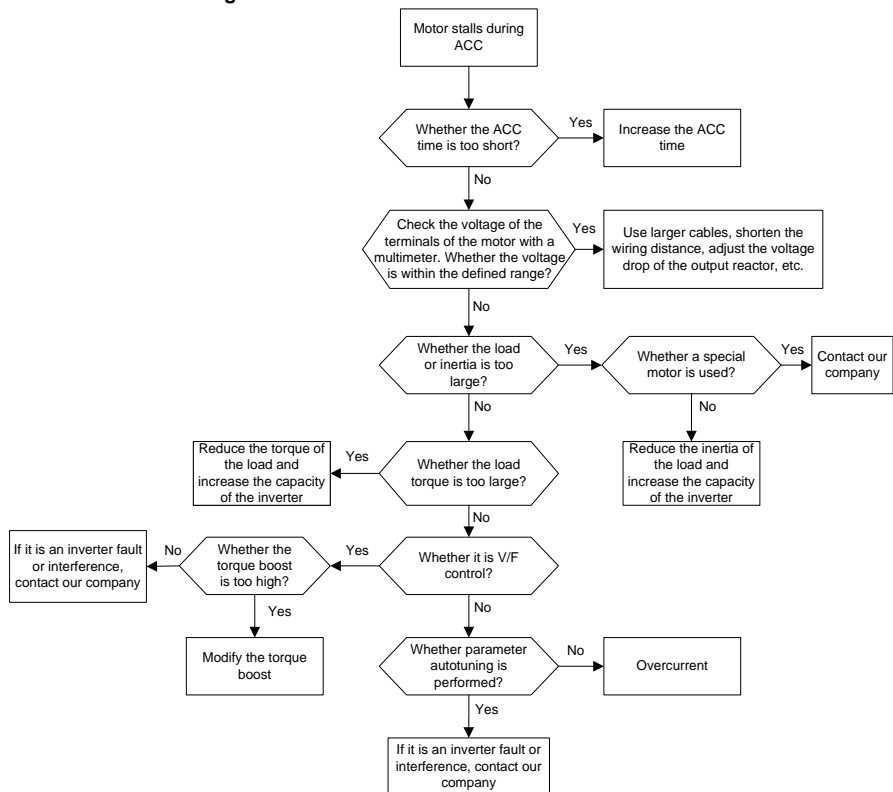 Motor stalls during
ACC
Whether the ACC
time is too short?
Yes
Increase the ACC
time
No
Check the voltage of the
terminals of the motor with a
multimeter. Whether the voltage
is within the defined range?
Yes
Use larger cables, shorten the
wiring distance, adjust the voltage
drop of the output reactor, etc.
No
Whether the load
or inertia is too
large?
Yes
Whether a special
motor is used?
Yes
Contact our
company
No
No
Reduce the inertia of
the load and
increase the capacity
of the inverter
Whether the load
torque is too large?
Yes
Reduce the torque of
the load and
increase the capacity
of the inverter
No
Whether it is V/F
control?
Yes
Whether the
torque boost
is too high?
No
If it is an inverter fault
or interference,
contact our company
Yes
Modify the torque
boost
No
Whether parameter
autotuning is
performed?
No
Overcurrent
Yes
If it is an inverter fault or
interference, contact our
company